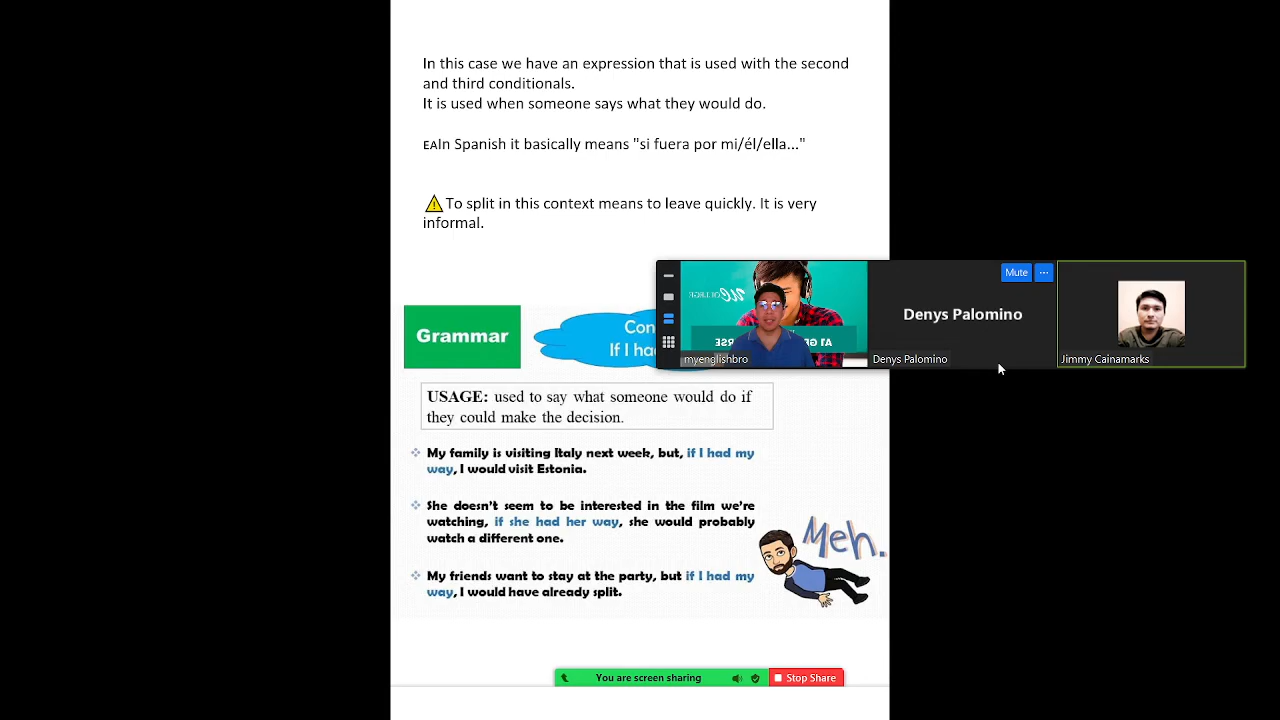 In this case we have an expression that is used with the second
and third conditionals.
It is used when someone says what they would do.
EAIn Spanish it basically means "si fuera por mi/él/ella..."
⚠To split in this context means to leave quickly. It is very
informal.
Mute
...
Denys Palomino
myenglishbro
Denys Palomino
Jimmy Cainamarks
Grammar
If I had
USAGE: used to say what someone would do if
they could make the decision.
My family is visiting Italy next week, but, if I had my
way, I would visit Estonia.
She doesn't seem to be interested in the film we're
watching, if she had her way, she would probably
watch a different one.
Meh.
My friends want to stay at the party, but if I had my
way, I would have already split.
You are screen sharing
Stop Share